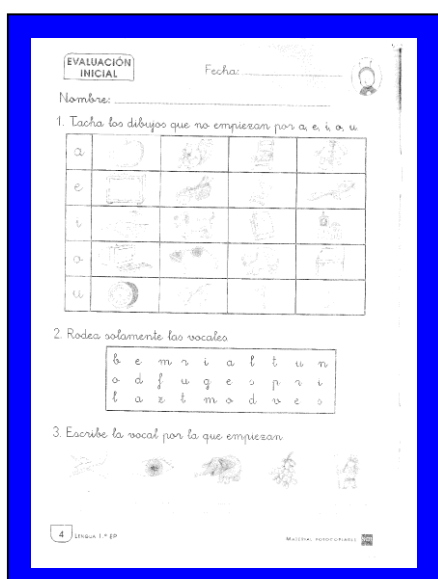 EVALUACIÓN
INICIAL
Fecha:
Nombre:
1. Tacha los dibujos que no empiezan por a, e, i, o, u
a
e
i
o
u
2. Rodea solamente las vocales
b e m r i a l t u n
o d f u g e s p r i
l a z t m o d v e s
3. Escribe la vocal por la que empiezan
4 LENGUA 1.º EP
MATERIAL FOTOCOPIABLE sm